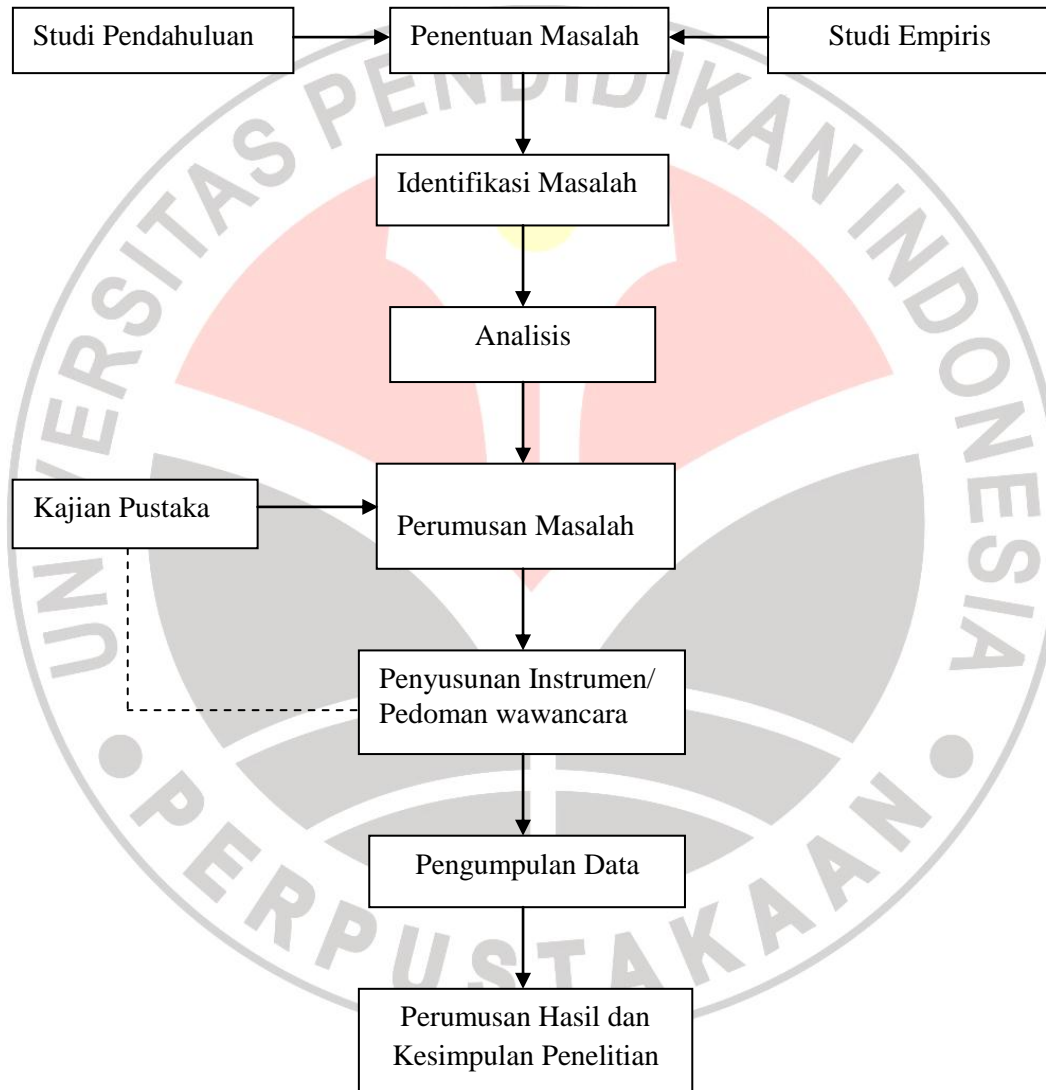 Studi Pendahuluan
Penentuan Masalah
Studi Empiris
UNIVERSITAS PENDIDIKAN INDONESIA
Identifikasi Masalah
Analisis
Kajian Pustaka
Perumusan Masalah
Penyusunan Instrumen/
Pedoman wawancara
Pengumpulan Data
PERPUSTAKAAN
Perumusan Hasil dan
Kesimpulan Penelitian